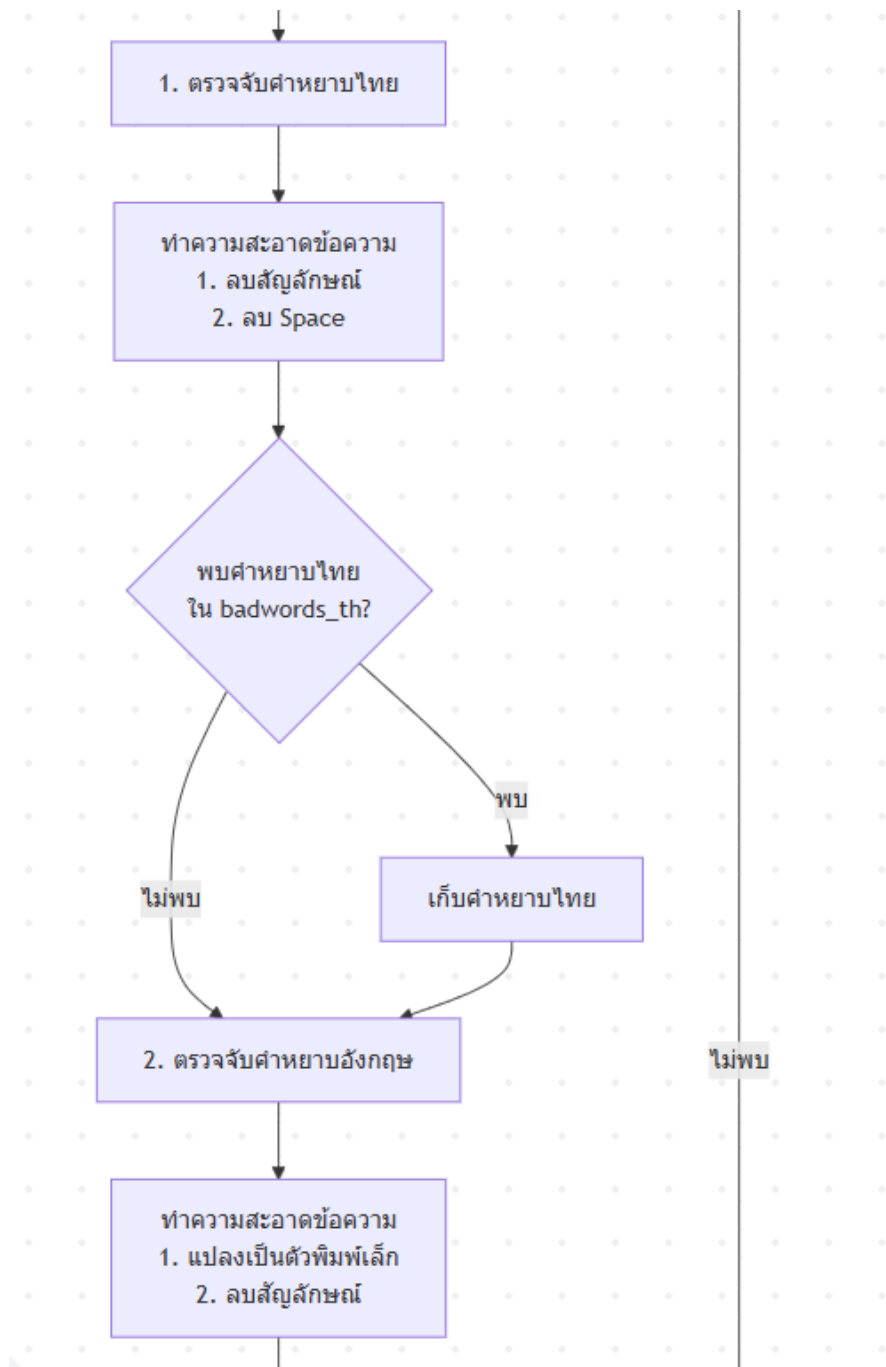 1. ตรวจจับคำหยาบไทย
ทำความสะอาดข้อความ
1. ลบสัญลักษณ์
2. ลบ Space
พบคำหยาบไทย
ใน badwords_th?
พบ
ไม่พบ
เก็บคำหยาบไทย
2. ตรวจจับคำหยาบอังกฤษ
ไม่พบ
ทำความสะอาดข้อความ
1. แปลงเป็นตัวพิมพ์เล็ก
2. ลบสัญลักษณ์